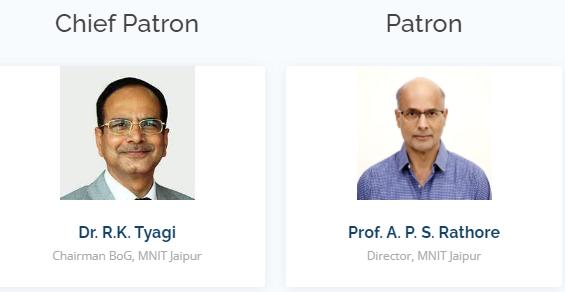 Chief Patron
Patron
Dr. R.K. Tyagi
Chairman BoG, MNIT Jaipur
Prof. A. P. S. Rathore
Director, MNIT Jaipur